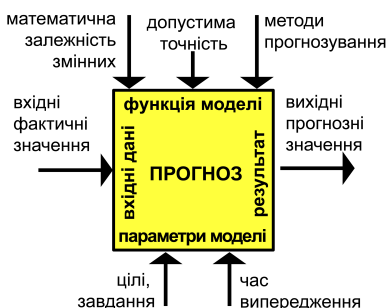 математична
залежність
змінних
допустима
точність
методи
прогнозування
вхідні
фактичні
значення
функція моделі
вхідні дані
ПРОГНОЗ
результат
параметри моделі
вихідні
прогнозні
значення
цілі,
завдання
час
випередження